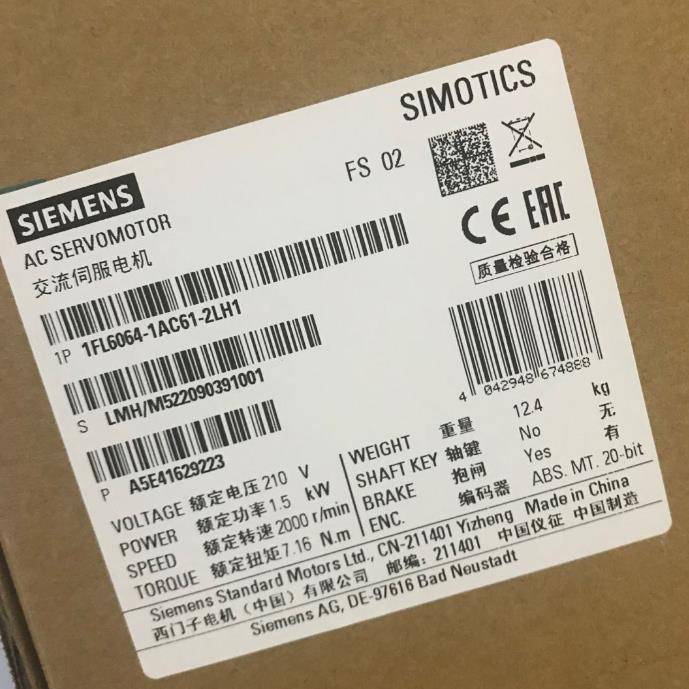 SIMOTICS
FS 02
SIEMENS
AC SERVOMOTOR
交流伺服电机
CE EAC
质量检验合格
1P 1FL6064-1AC61-2LH1
S LMH/M522090391001
4 042948 674888
P A5E41629223
VOLTAGE 额定电压 210 V
POWER 额定功率 1.5 kW
SPEED 额定转速 2000 r/min
TORQUE 额定扭矩 7.16 N.m
WEIGHT 重量 12.4 kg
SHAFT KEY 轴键 No 无
BRAKE 抱闸 Yes 有
ENC. 编码器 ABS. MT. 20-bit
Siemens Standard Motors Ltd., CN-211401 Yizheng Made in China
西门子电机（中国）有限公司 邮编: 211401 中国仪征 中国制造
Siemens AG, DE-97616 Bad Neustadt